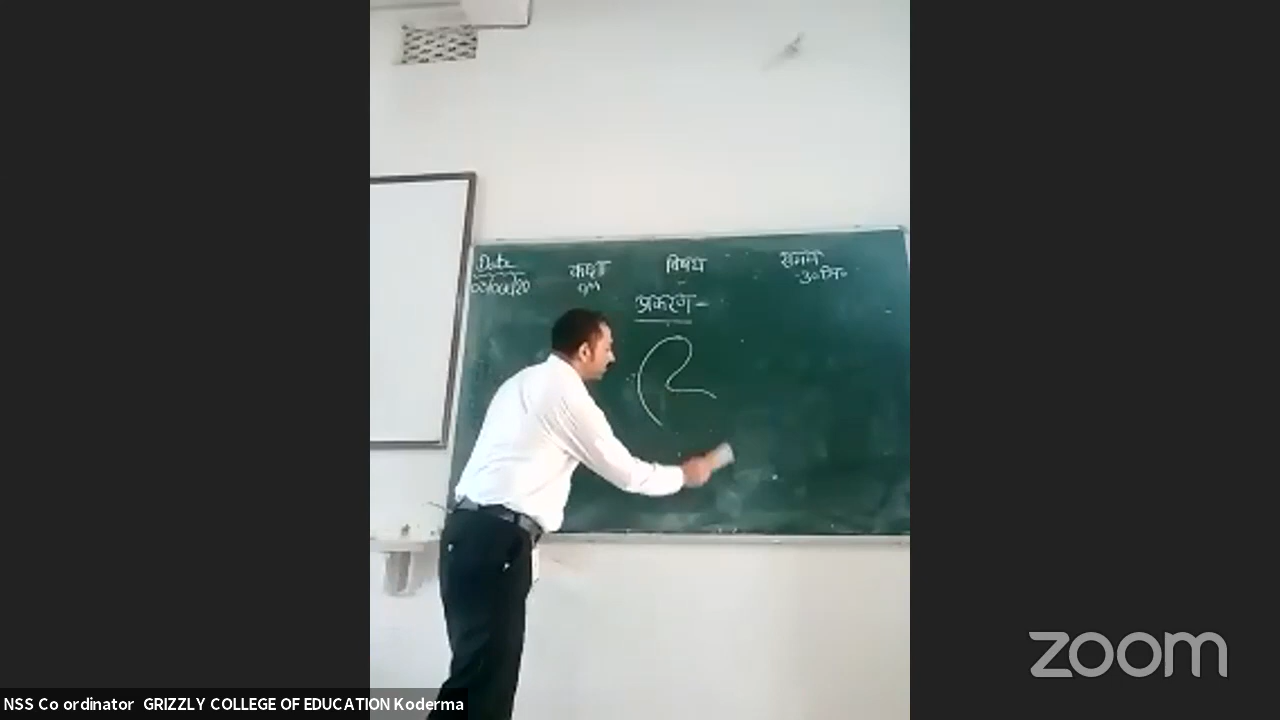 Date कक्षा विषय समय
30 मि०
प्रकरण -
zoom
NSS Co ordinator GRIZZLY COLLEGE OF EDUCATION Koderma